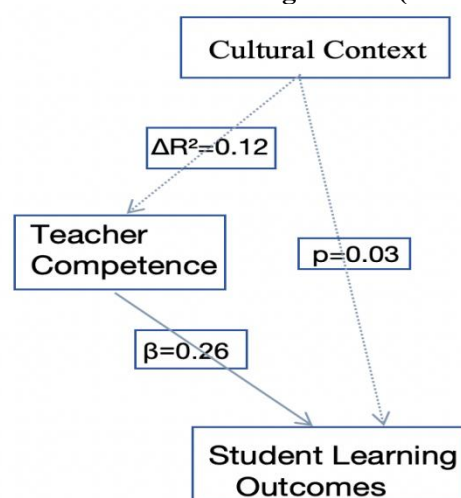 Cultural Context
ΔR²=0.12
Teacher
Competence
p=0.03
β=0.26
Student Learning
Outcomes